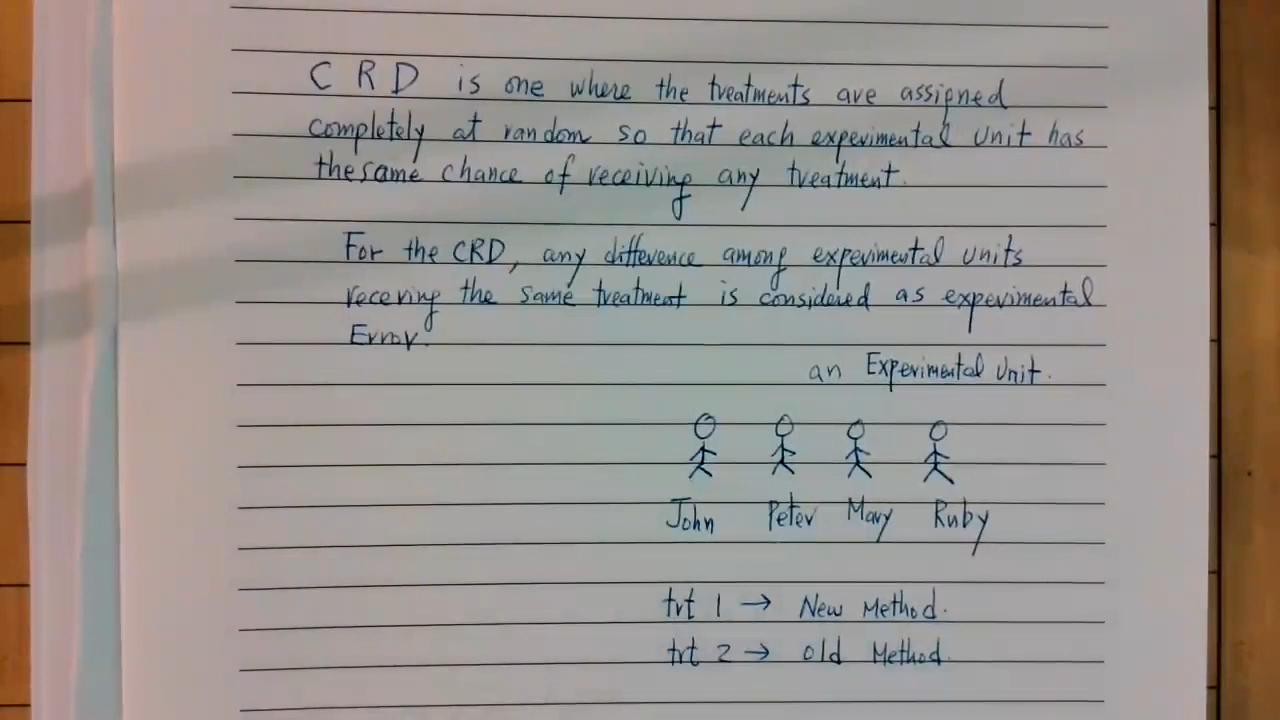 CRD is one where the treatments are assigned
completely at random so that each experimental unit has
the same chance of receiving any treatment.
For the CRD, any difference among experimental units
receving the same treatment is considered as experimental
Error.
an Experimental Unit.
John Peter Mary Ruby
trt 1 → New Method.
trt 2 → Old Method.